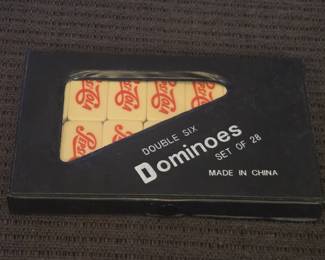 DOUBLE SIX
Dominoes
SET OF 28
MADE IN CHINA